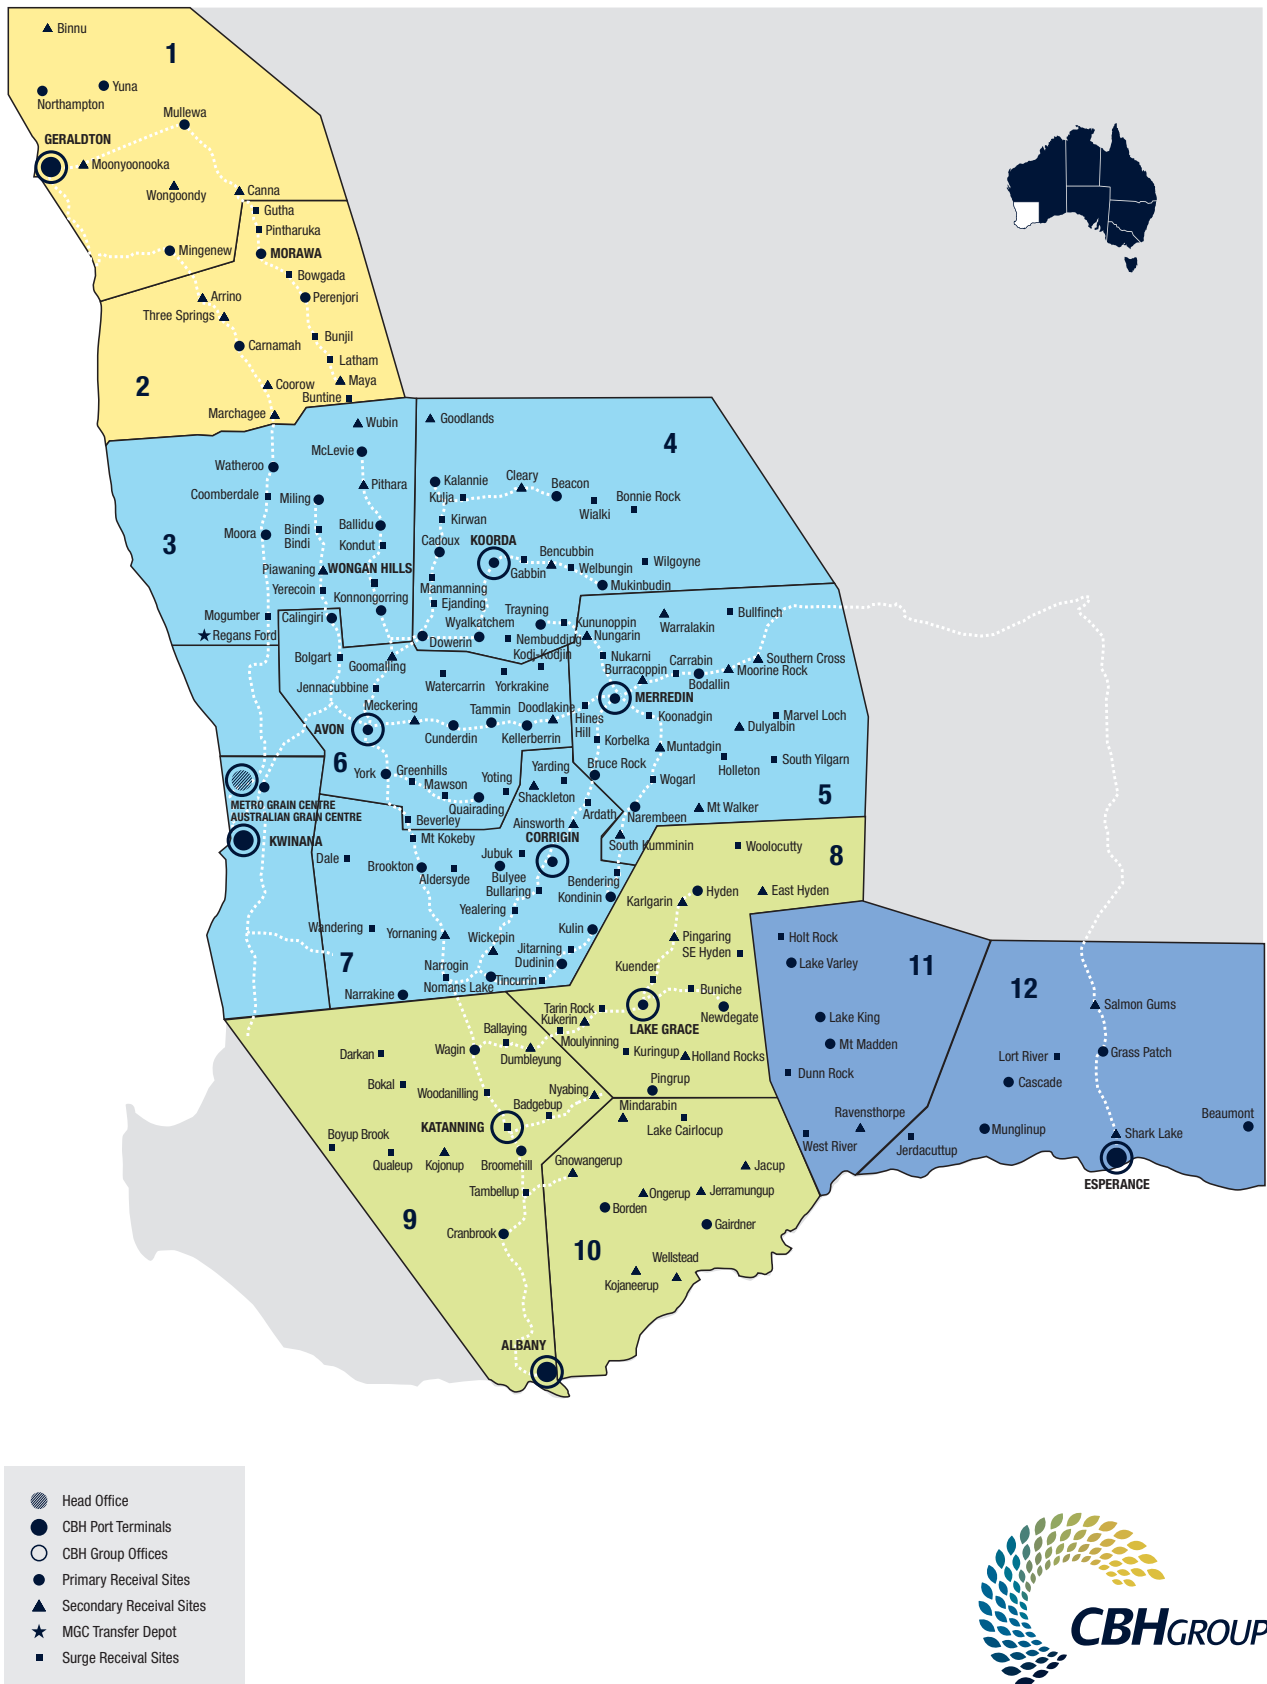 Binnu
1
Yuna
Northampton
Mullewa
GERALDTON
Moonyoonooka
Wongoondy
Canna
Gutha
Pintharuka
Mingenew
MORAWA
Bowgada
Arrino
Perenjori
Three Springs
Bunjil
Carnamah
Latham
2
Coorow
Maya
Buntine
Marchagee
Wubin
Goodlands
McLevie
4
Watheroo
Pithara
Kalannie
Cleary
Beacon
Coomberdale
Miling
Kulja
Bonnie Rock
Wialki
Moora
Bindi
Bindi
Ballidu
Kirwan
3
Kondut
Cadoux
KOORDA
Bencubbin
Piawaning
WONGAN HILLS
Gabbin
Welbungin
Wilgoyne
Yerecoin
Manmanning
Mukinbudin
Konnongorring
Ejanding
Trayning
Bullfinch
Mogumber
Calingiri
Wyalkatchem
Kununoppin
Warralakin
Regans Ford
Dowerin
Nembudding
Nungarin
Bolgart
Goomalling
Kodj-Kodjin
Nukarni
Carrabin
Southern Cross
Burracoppin
Moorine Rock
Jennacubbine
Watercarrin
Yorkrakine
Bodallin
MERREDIN
Meckering
Tammin
Doodlakine
Hines
Hill
Koonadgin
Marvel Loch
AVON
Cunderdin
Kellerberrin
Dulyalbin
Korbelka
Muntadgin
6
York
Greenhills
Yoting
Yarding
Bruce Rock
Holleton
South Yilgarn
Mawson
Shackleton
Wogarl
5
METRO GRAIN CENTRE
AUSTRALIAN GRAIN CENTRE
Quairading
Ardath
Mt Walker
Beverley
Ainsworth
Narembeen
KWINANA
Mt Kokeby
CORRIGIN
South Kumminin
Woolocutty
8
Dale
Brookton
Jubuk
Aldersyde
Bulyee
Bendering
Bullaring
Kondinin
Hyden
East Hyden
Karlgarin
Yealering
Wandering
Yornaning
Wickepin
Kulin
Pingaring
Holt Rock
Jitarning
SE Hyden
7
Narrogin
Dudinin
Kuender
Lake Varley
11
Nomans Lake
Tincurrin
Buniche
12
Narrakine
Tarin Rock
Newdegate
Salmon Gums
Kukerin
LAKE GRACE
Lake King
Ballaying
Moulyinning
Darkan
Wagin
Dumbleyung
Kuringup
Holland Rocks
Mt Madden
Grass Patch
Lort River
Bokal
Woodanilling
Nyabing
Pingrup
Dunn Rock
Cascade
Badgebup
Mindarabin
KATANNING
Lake Cairlocup
Ravensthorpe
Beaumont
Boyup Brook
West River
Munglinup
Shark Lake
Qualeup
Kojonup
Broomehill
Gnowangerup
Jerdacuttup
Jacup
ESPERANCE
Tambellup
Ongerup
Jerramungup
Borden
9
Cranbrook
Gairdner
10
Wellstead
Kojaneerup
ALBANY
Head Office
CBH Port Terminals
CBH Group Offices
Primary Receival Sites
Secondary Receival Sites
MGC Transfer Depot
Surge Receival Sites
CBH GROUP